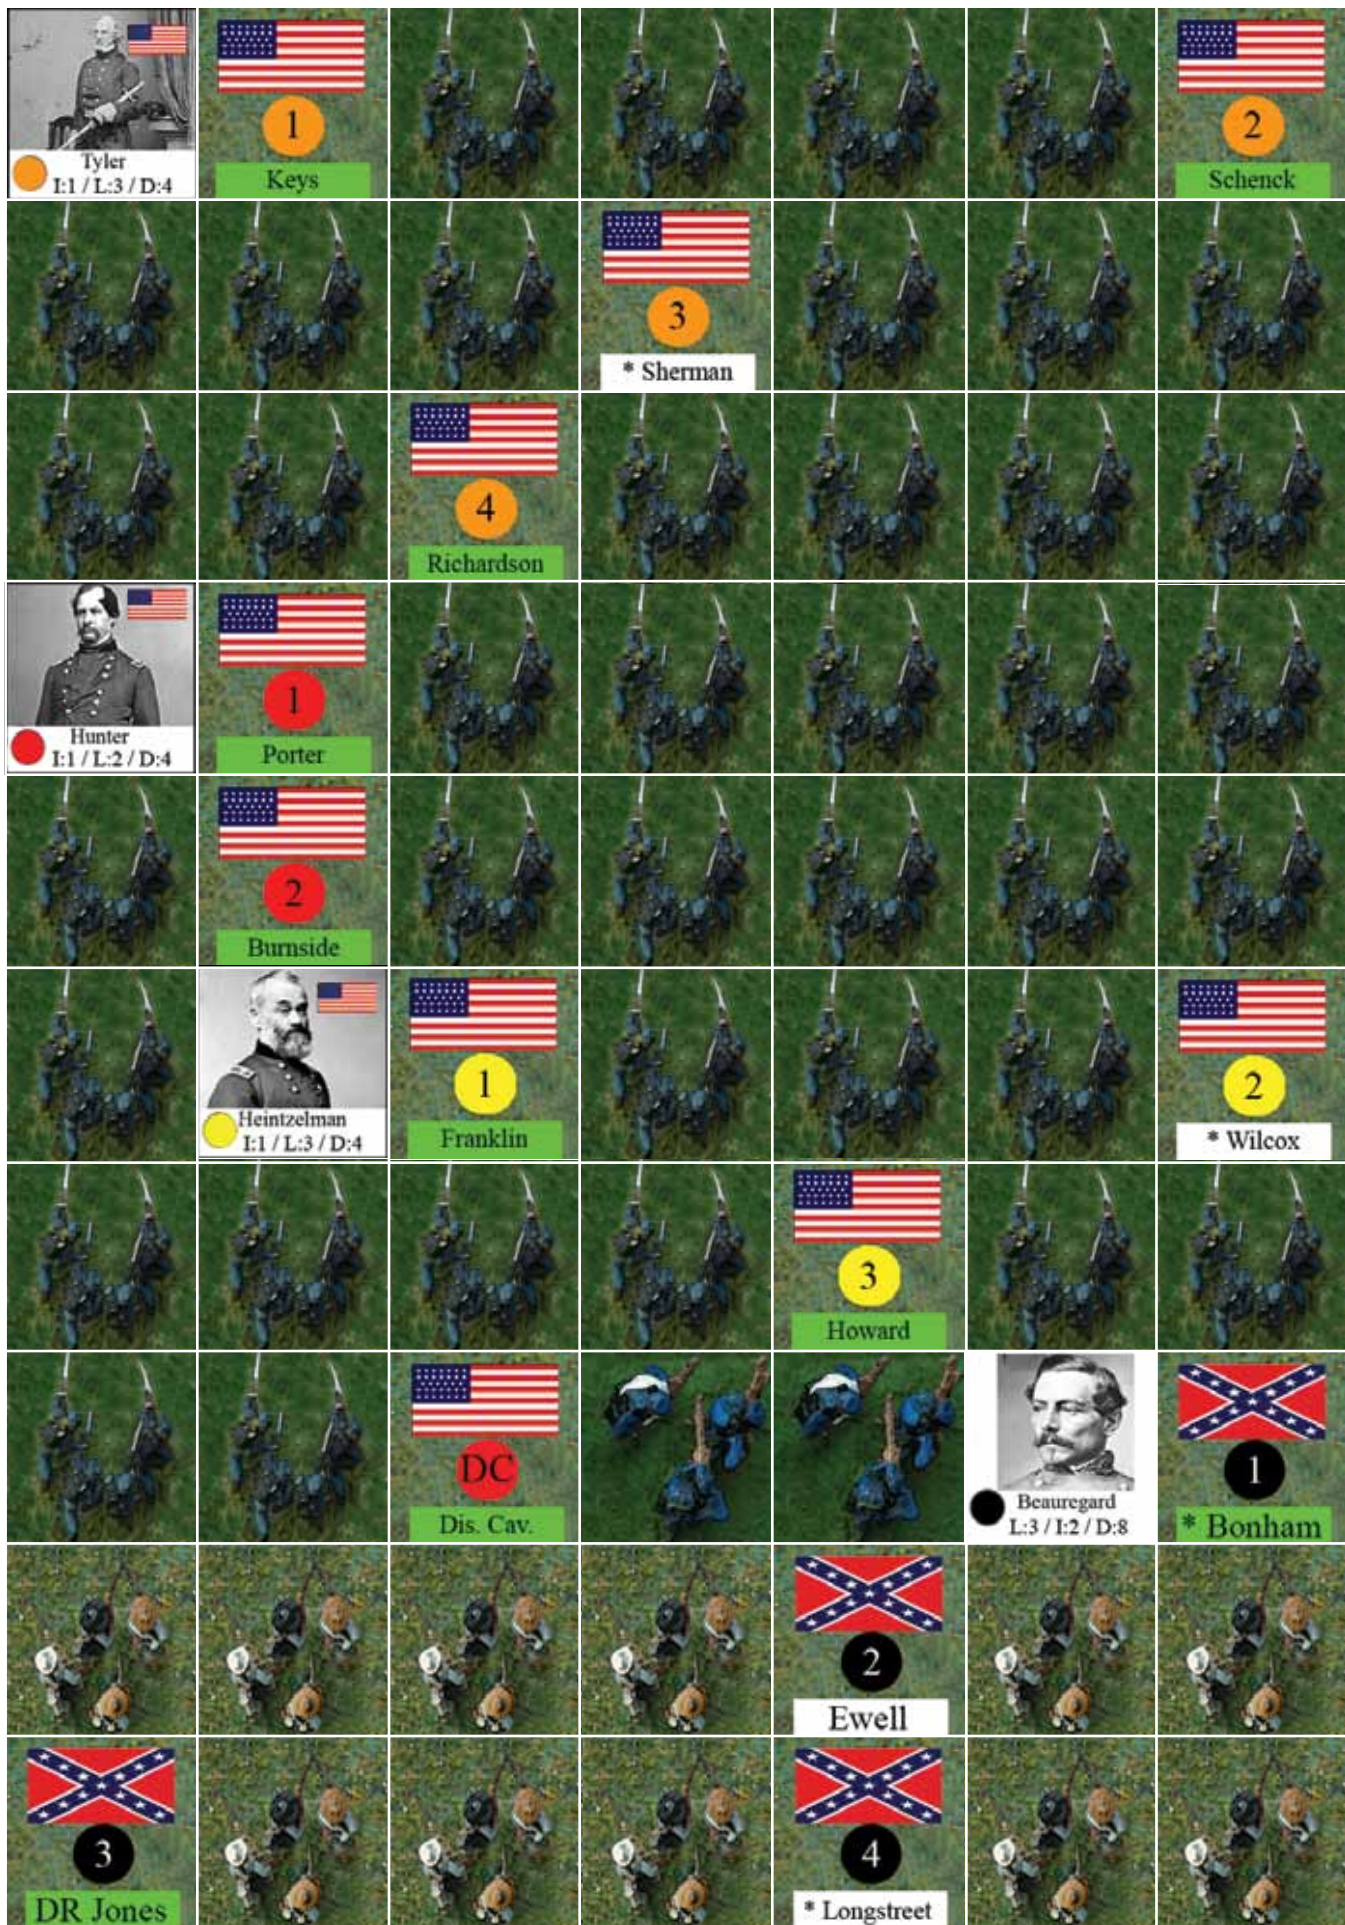 Tyler
I:1 / L:3 / D:4
1
Keys
2
Schenck
3
* Sherman
4
Richardson
Hunter
I:1 / L:2 / D:4
1
Porter
2
Burnside
Heintzelman
I:1 / L:3 / D:4
1
Franklin
2
* Wilcox
3
Howard
DC
Dis. Cav.
Beauregard
L:3 / I:2 / D:8
1
* Bonham
2
Ewell
3
DR Jones
4
* Longstreet